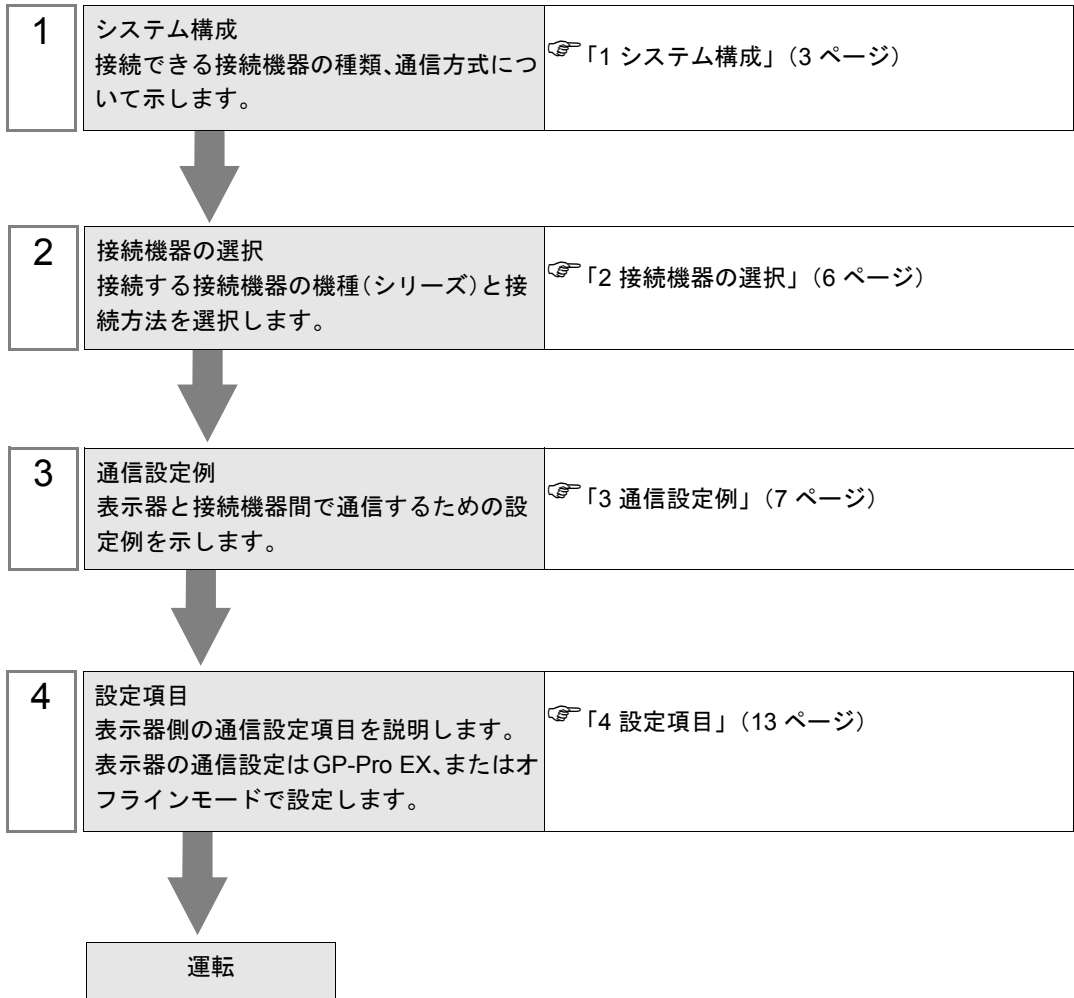 1
システム構成
接続できる接続機器の種類、通信方式につ
いて示します。
☞「1 システム構成」(3 ページ)
2
接続機器の選択
接続する接続機器の機種(シリーズ)と接
続方法を選択します。
☞「2 接続機器の選択」(6 ページ)
3
通信設定例
表示器と接続機器間で通信するための設
定例を示します。
☞「3 通信設定例」(7 ページ)
4
設定項目
表示器側の通信設定項目を説明します。
表示器の通信設定はGP-Pro EX、またはオ
フラインモードで設定します。
☞「4 設定項目」(13 ページ)
運転